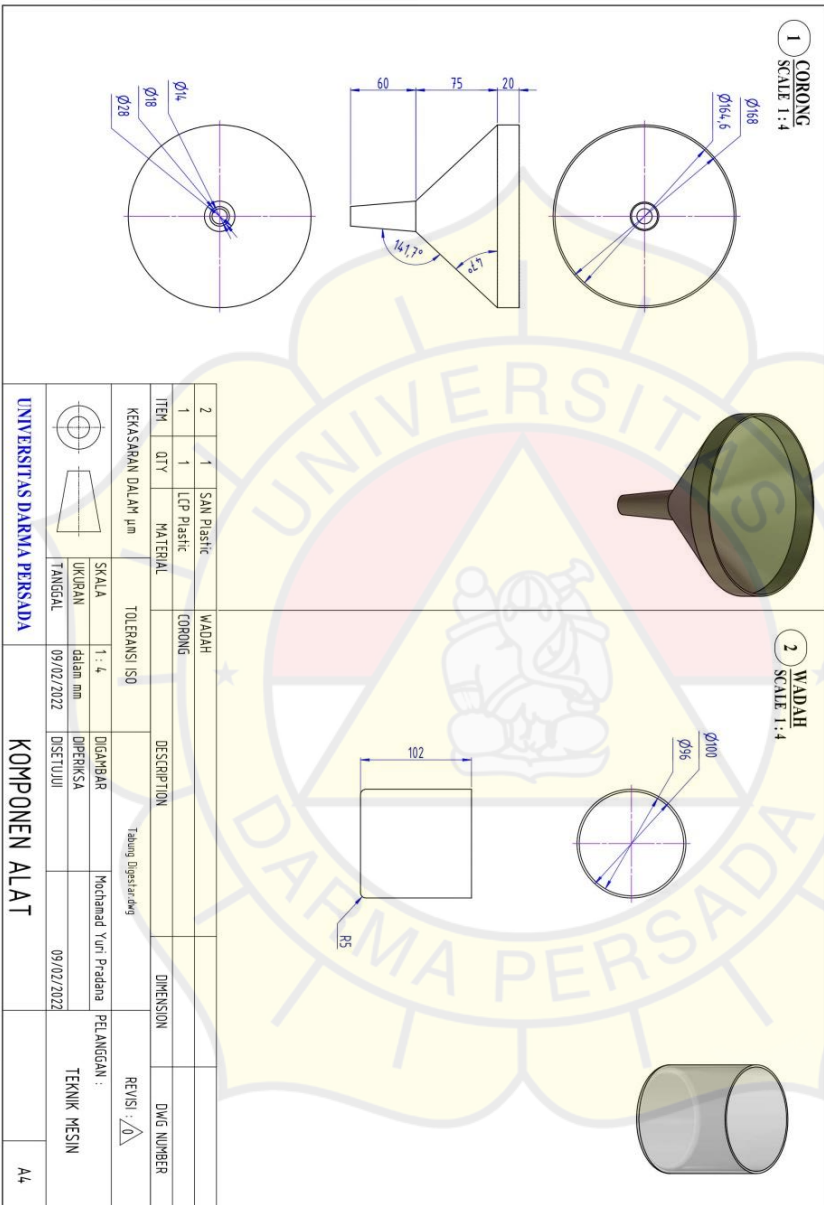 1 CORONG
SCALE 1:4
Ø168
Ø164,6
20
75
60
47°
141,7°
Ø14
Ø18
Ø28
2 WADAH
SCALE 1:4
Ø100
Ø96
102
R5
UNIVERSITAS
DARMA PERSADA
2 1 SAN Plastic WADAH
1 1 LCP Plastic CORONG
ITEM QTY MATERIAL DESCRIPTION DIMENSION DWG NUMBER
KEKASARAN DALAM µm TOLERANSI ISO Tabung Digestar.dwg REVISI : 0
SKALA 1 : 4 DIGAMBAR Mochamad Yuri Pradana PELANGGAN :
UKURAN dalam mm DIPERIKSA
TANGGAL 09/02/2022 DISETUJUI 09/02/2022
TEKNIK MESIN
UNIVERSITAS DARMA PERSADA KOMPONEN ALAT A4